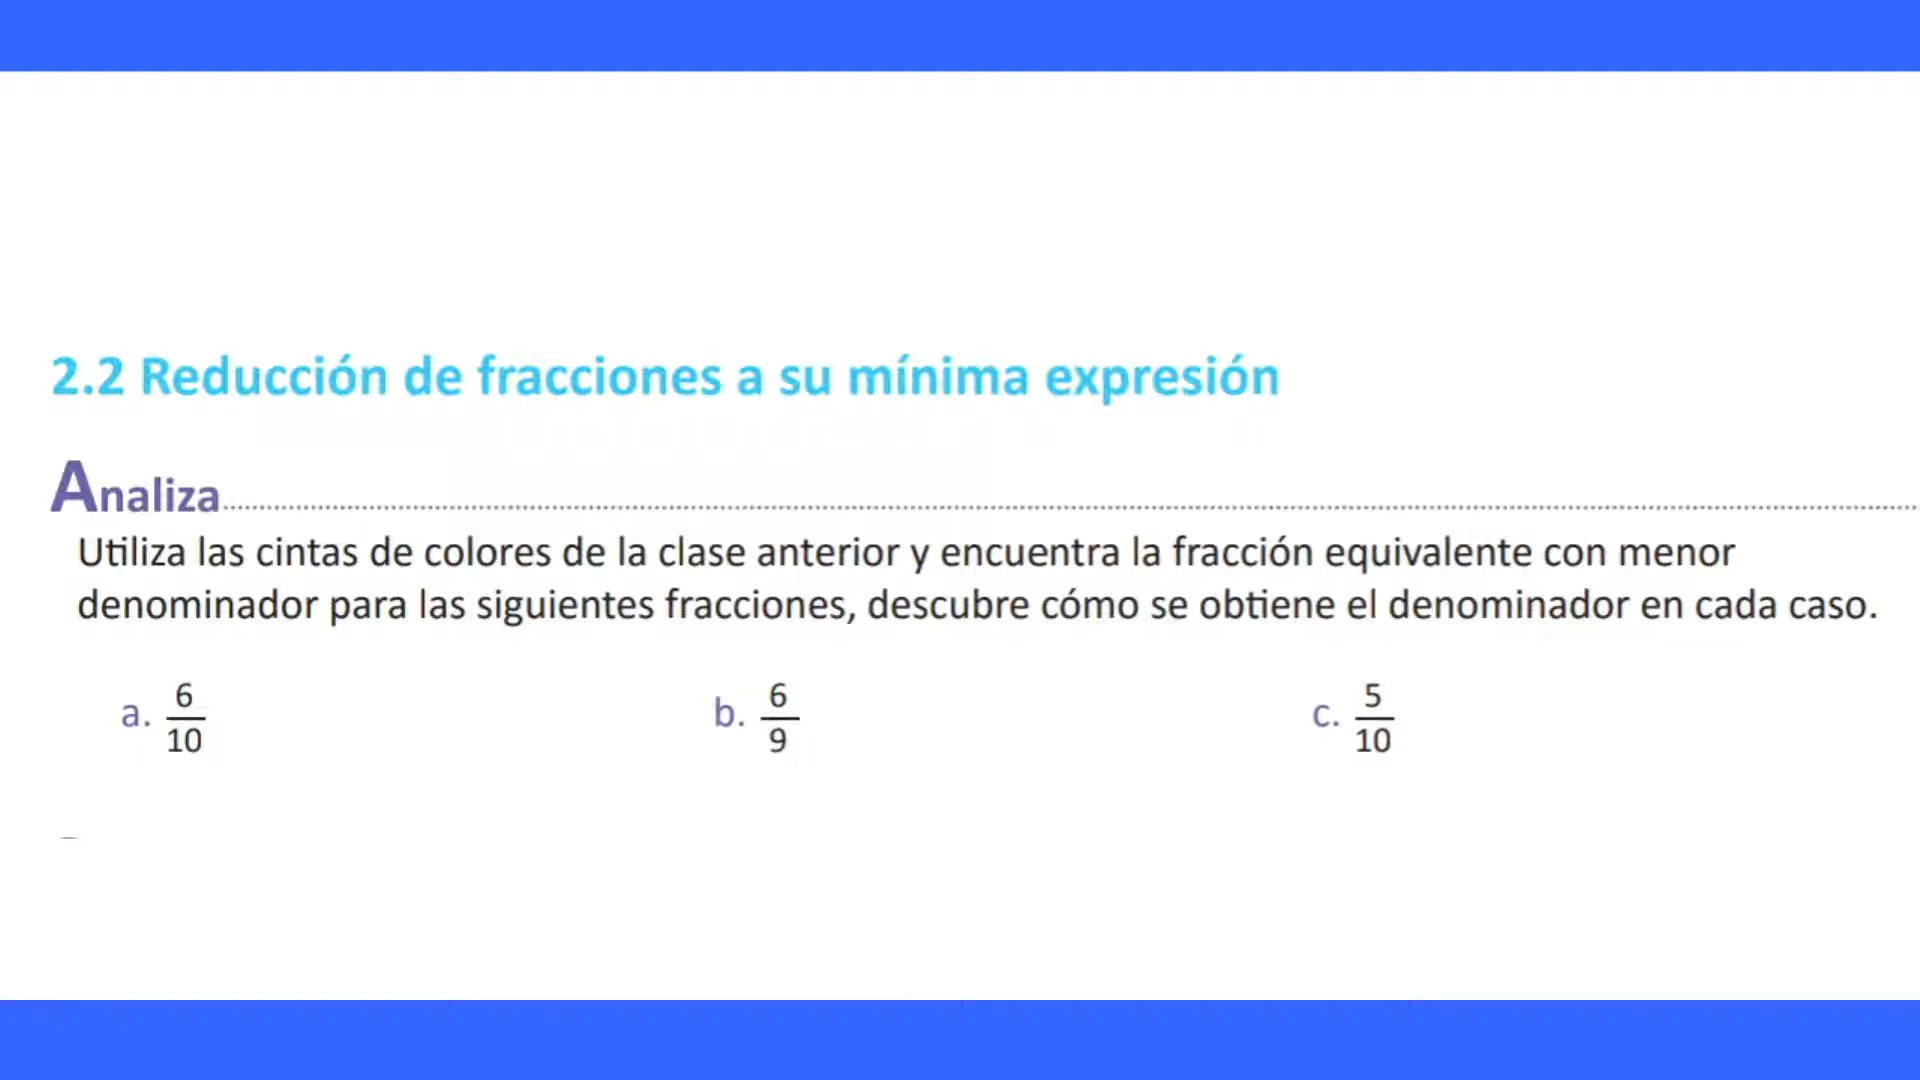 2.2 Reducción de fracciones a su mínima expresión
Analiza
Utiliza las cintas de colores de la clase anterior y encuentra la fracción equivalente con menor
denominador para las siguientes fracciones, descubre cómo se obtiene el denominador en cada caso.
a. 6/10 b. 6/9 c. 5/10